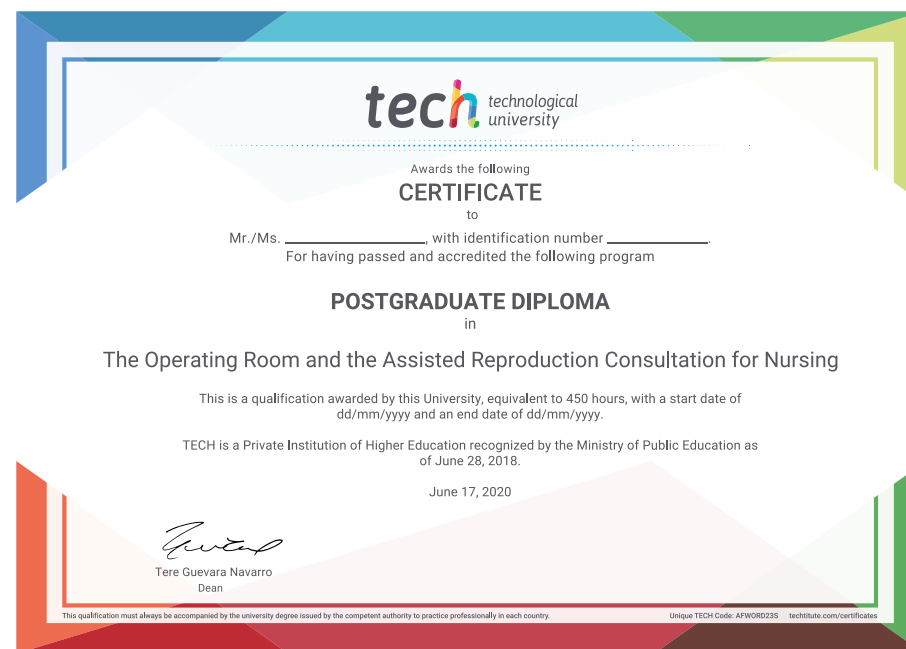 tech technological
university
Awards the following
CERTIFICATE
to
Mr./Ms. ____________________, with identification number ______________.
For having passed and accredited the following program
POSTGRADUATE DIPLOMA
in
The Operating Room and the Assisted Reproduction Consultation for Nursing
This is a qualification awarded by this University, equivalent to 450 hours, with a start date of
dd/mm/yyyy and an end date of dd/mm/yyyy.
TECH is a Private Institution of Higher Education recognized by the Ministry of Public Education as
of June 28, 2018.
June 17, 2020
Tere Guevara Navarro
Dean
This qualification must always be accompanied by the university degree issued by the competent authority to practice professionally in each country. Unique TECH Code: AFWORD23S techtitute.com/certificates